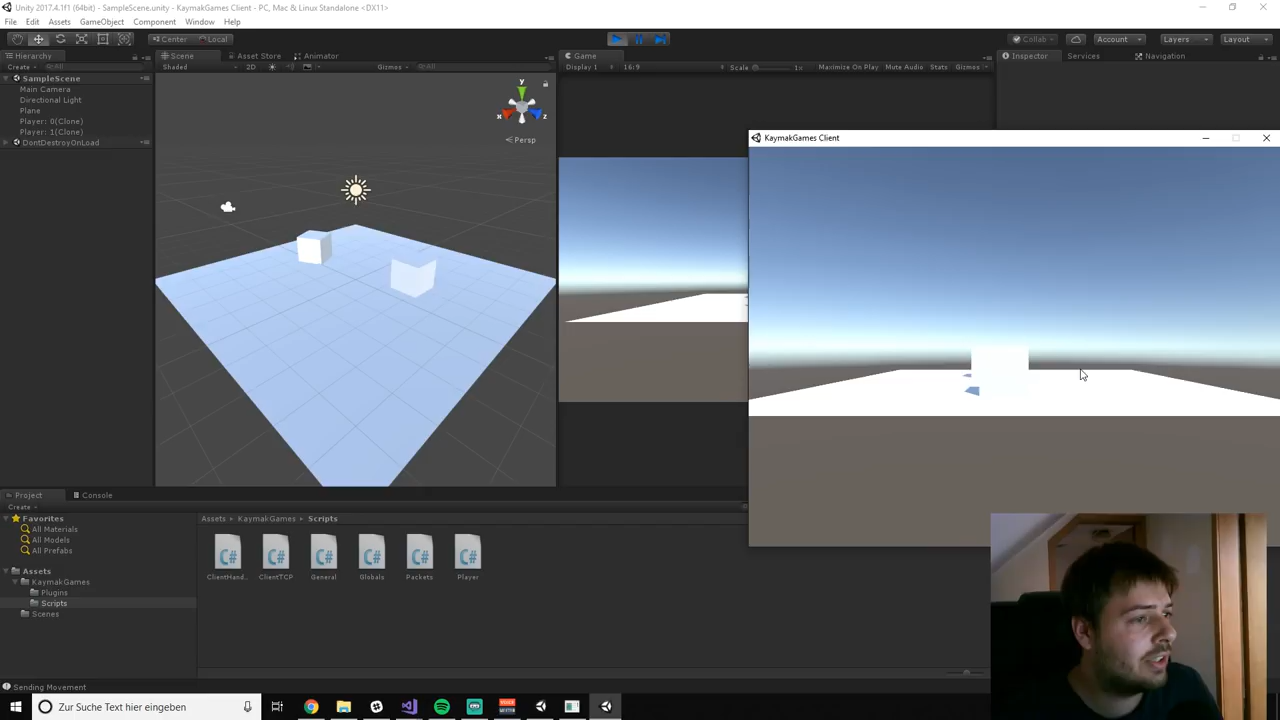 Unity 2017.4.1f1 (64bit) - SampleScene.unity - KaymakGames Client - PC, Mac & Linux Standalone <DX11>
File Edit Assets GameObject Component Window Help
Center Local Collab Account Layers Layout
Hierarchy Scene Asset Store Animator Game Inspector Services Navigation
Create All Shaded 2D Gizmos All Display 1 16:9 Scale 1x Maximize On Play Mute Audio Stats Gizmos
SampleScene
Main Camera
Directional Light
Plane
Player: 0(Clone)
Player: 1(Clone)
DontDestroyOnLoad
y
x z
Persp
KaymakGames Client
Project Console
Create
Favorites
All Materials
All Models
All Prefabs
Assets
KaymakGames
Plugins
Scripts
Scenes
Assets KaymakGames Scripts
C# C# C# C# C# C#
ClientHand... ClientTCP General Globals Packets Player
Sending Movement
Zur Suche Text hier eingeben